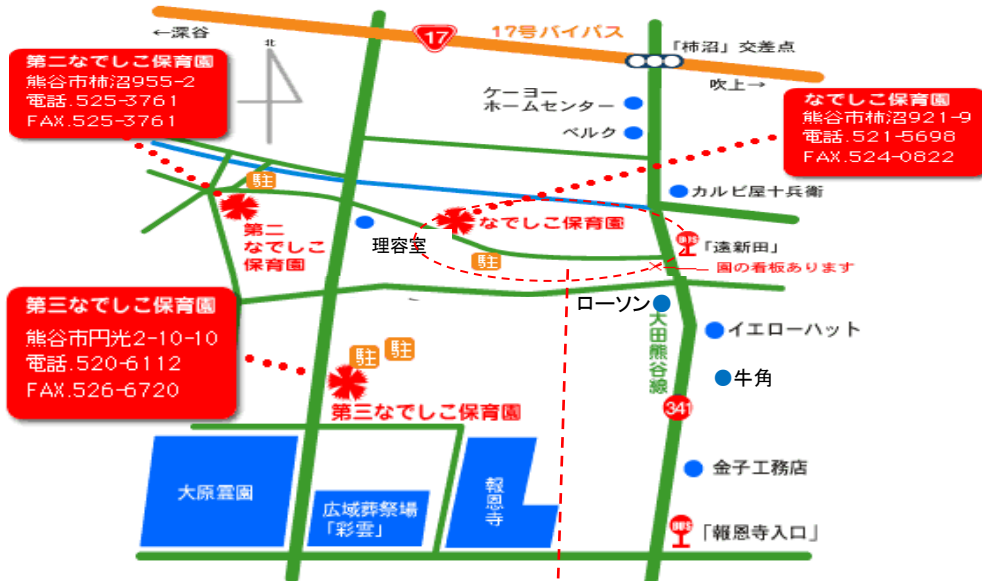 ←深谷
17
17号バイパス
「柿沼」交差点
吹上→
北
第二なでしこ保育園
熊谷市柿沼955-2
電話.525-3761
FAX.525-3761
ケーヨー
ホームセンター
ベルク
なでしこ保育園
熊谷市柿沼921-9
電話.521-5698
FAX.524-0822
駐
カルビ屋十兵衛
第二
なでしこ
保育園
理容室
なでしこ保育園
駐
BUS
「遠新田」
園の看板あります
第三なでしこ保育園
熊谷市円光2-10-10
電話.520-6112
FAX.526-6720
ローソン
大田熊谷線
イエローハット
駐
駐
牛角
第三なでしこ保育園
341
大原霊園
広域葬祭場
「彩雲」
報恩寺
金子工務店
BUS
「報恩寺入口」